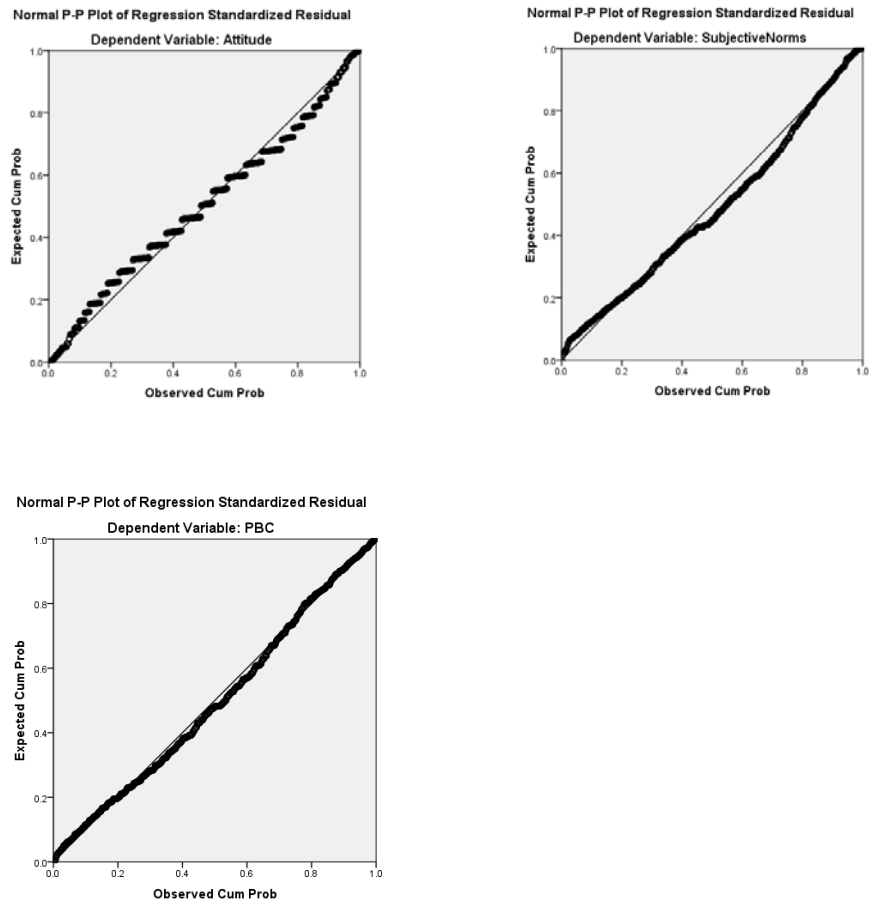 Normal P-P Plot of Regression Standardized Residual
Dependent Variable: Attitude
1.0
0.8
0.6
0.4
0.2
0.0
Expected Cum Prob
0.0 0.2 0.4 0.6 0.8 1.0
Observed Cum Prob
Normal P-P Plot of Regression Standardized Residual
Dependent Variable: SubjectiveNorms
1.0
0.8
0.6
0.4
0.2
0.0
Expected Cum Prob
0.0 0.2 0.4 0.6 0.8 1.0
Observed Cum Prob
Normal P-P Plot of Regression Standardized Residual
Dependent Variable: PBC
1.0
0.8
0.6
0.4
0.2
0.0
Expected Cum Prob
0.0 0.2 0.4 0.6 0.8 1.0
Observed Cum Prob